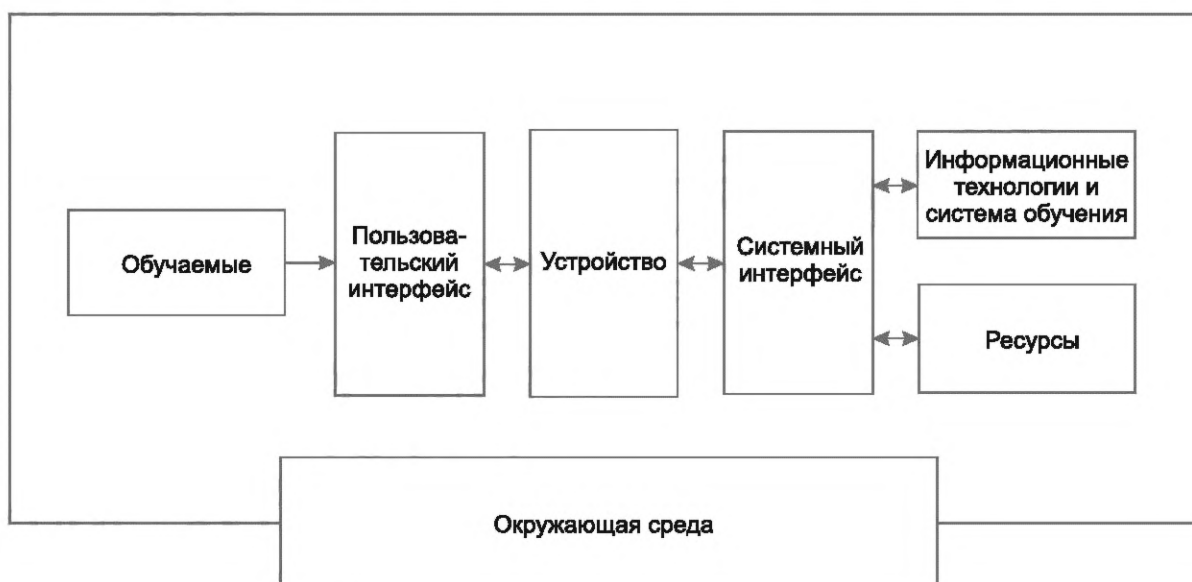 Обучаемые
Пользова-
тельский
интерфейс
Устройство
Системный
интерфейс
Информационные
технологии и
система обучения
Ресурсы
Окружающая среда